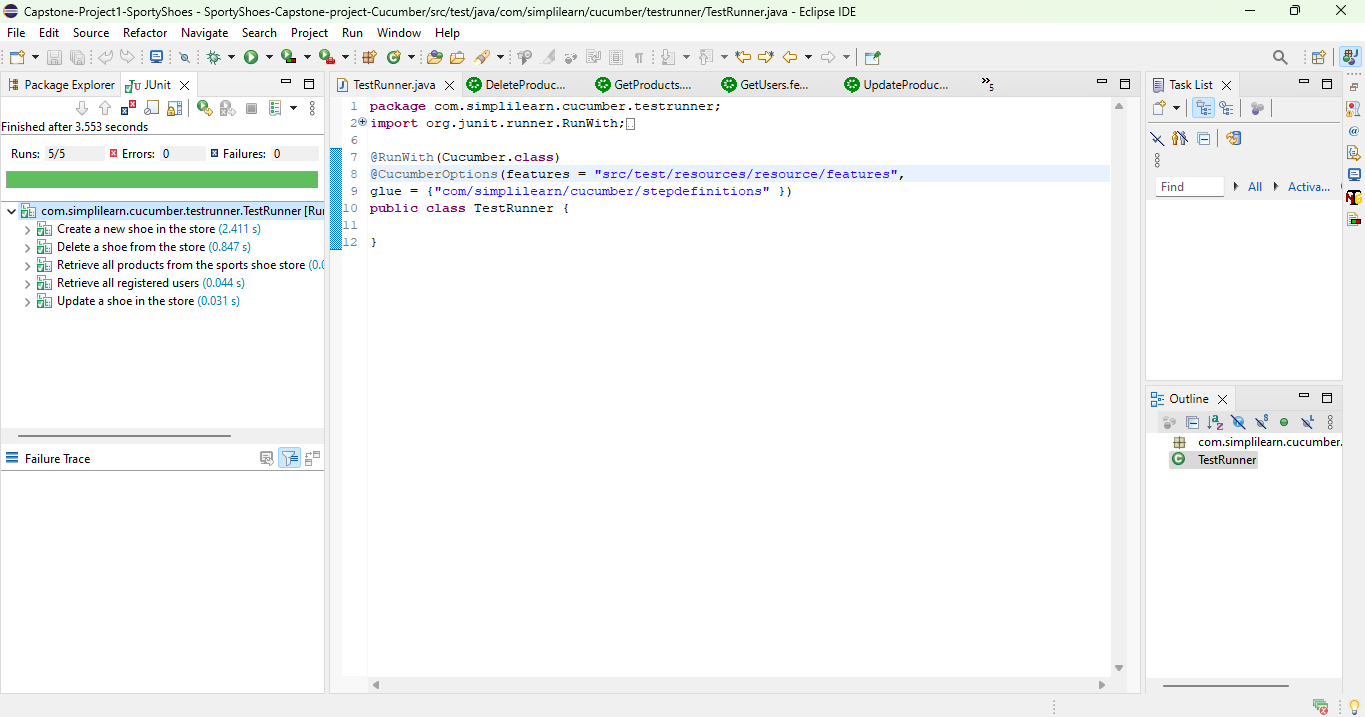 Capstone-Project1-SportyShoes - SportyShoes-Capstone-project-Cucumber/src/test/java/com/simplilearn/cucumber/testrunner/TestRunner.java - Eclipse IDE
File Edit Source Refactor Navigate Search Project Run Window Help
Package Explorer JUnit
Finished after 3.553 seconds
Runs: 5/5 Errors: 0 Failures: 0
com.simplilearn.cucumber.testrunner.TestRunner [Ru
Create a new shoe in the store (2.411 s)
Delete a shoe from the store (0.847 s)
Retrieve all products from the sports shoe store (0.0
Retrieve all registered users (0.044 s)
Update a shoe in the store (0.031 s)
Failure Trace
TestRunner.java DeleteProduc... GetProducts.... GetUsers.fe... UpdateProduc... »5
1 package com.simplilearn.cucumber.testrunner;
2 import org.junit.runner.RunWith;
6
7 @RunWith(Cucumber.class)
8 @CucumberOptions(features = "src/test/resources/resource/features",
9 glue = {"com/simplilearn/cucumber/stepdefinitions" })
10 public class TestRunner {
11
12 }
Task List
Find All Activa...
Outline
com.simplilearn.cucumber.
TestRunner